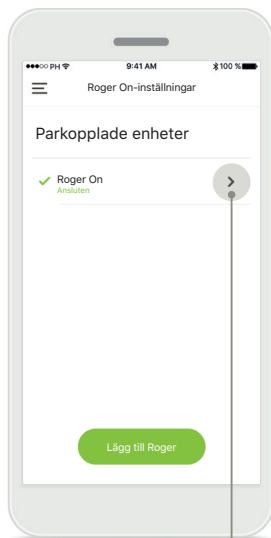 PH 9:41 AM 100 %
Roger On-inställningar
Parkopplade enheter
Roger On
Ansluten
Lägg till Roger